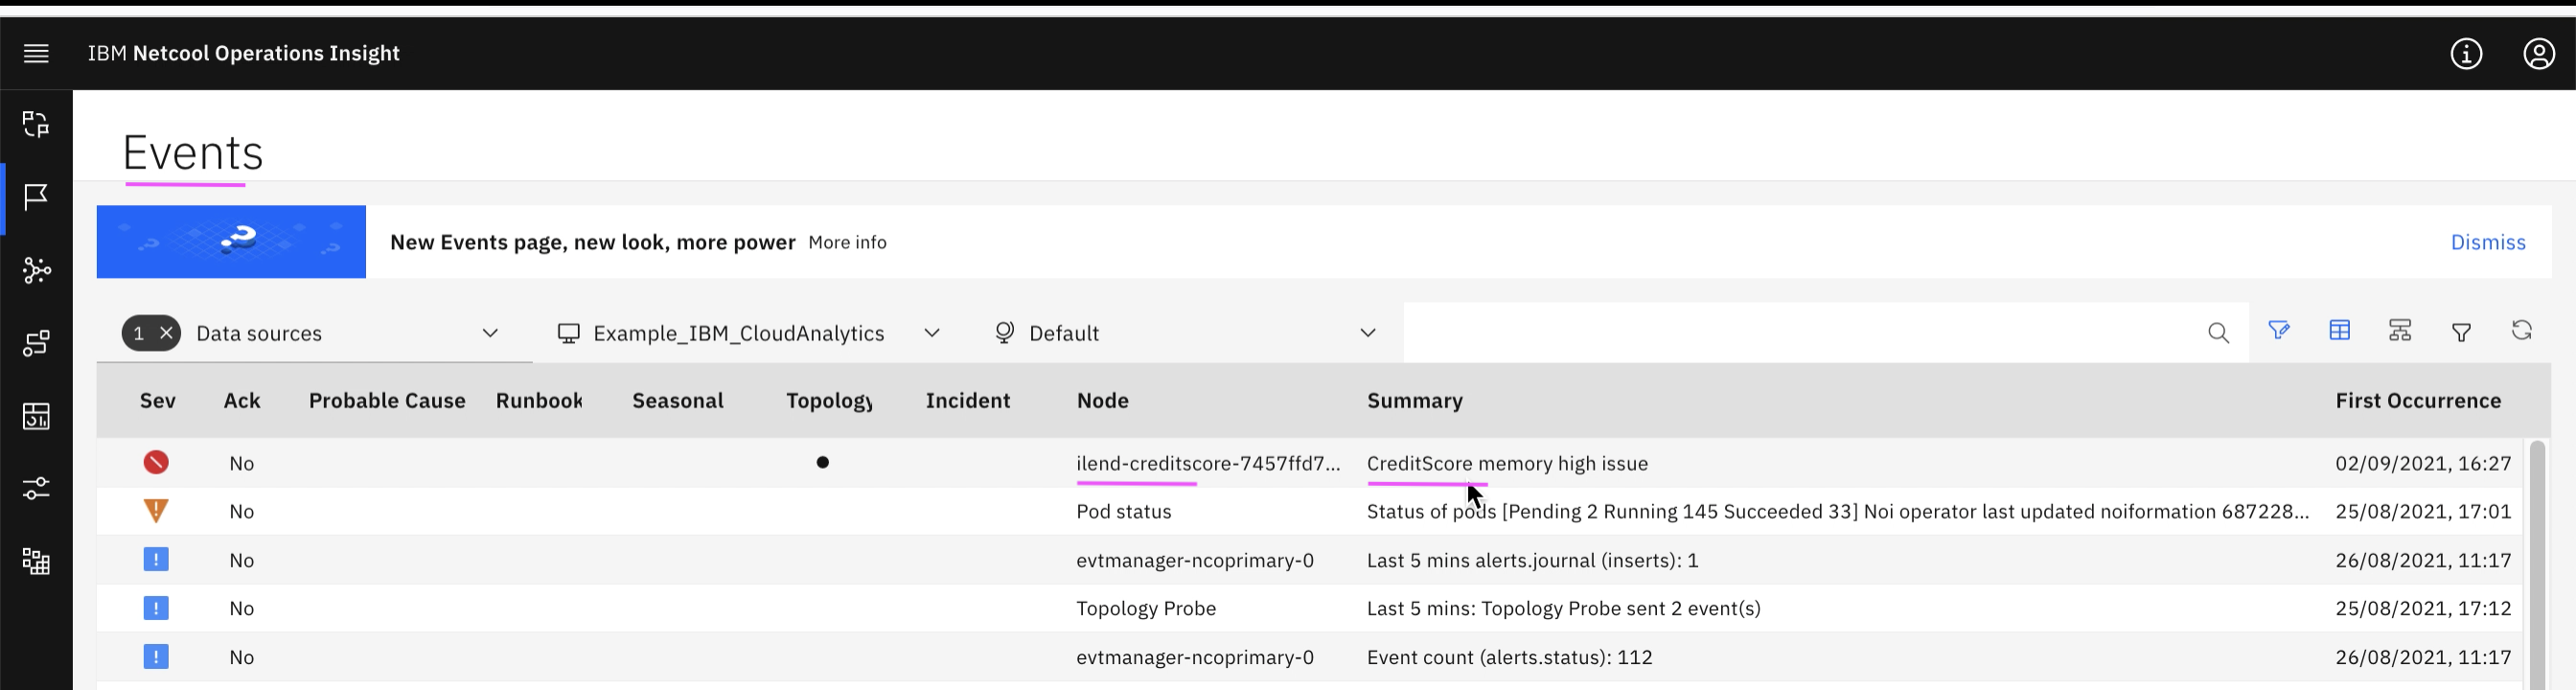 IBM Netcool Operations Insight
Events
New Events page, new look, more power More info Dismiss
1 Data sources Example_IBM_CloudAnalytics Default
Sev Ack Probable Cause Runbook Seasonal Topology Incident Node Summary First Occurrence
No ilend-creditscore-7457ffd7... CreditScore memory high issue 02/09/2021, 16:27
No Pod status Status of pods [Pending 2 Running 145 Succeeded 33] Noi operator last updated noiformation 687228... 25/08/2021, 17:01
No evtmanager-ncoprimary-0 Last 5 mins alerts.journal (inserts): 1 26/08/2021, 11:17
No Topology Probe Last 5 mins: Topology Probe sent 2 event(s) 25/08/2021, 17:12
No evtmanager-ncoprimary-0 Event count (alerts.status): 112 26/08/2021, 11:17